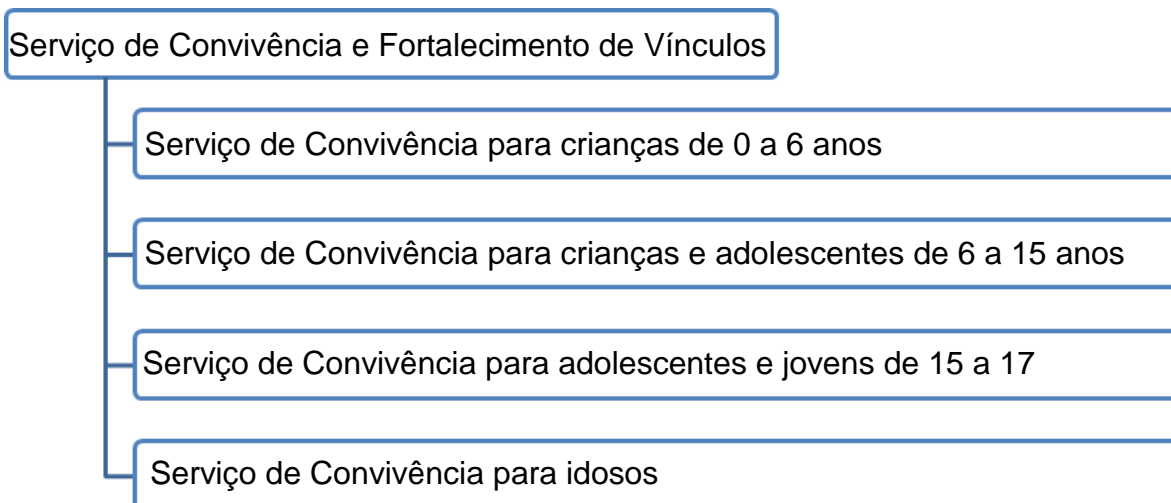 Serviço de Convivência e Fortalecimento de Vínculos
Serviço de Convivência para crianças de 0 a 6 anos
Serviço de Convivência para crianças e adolescentes de 6 a 15 anos
Serviço de Convivência para adolescentes e jovens de 15 a 17
Serviço de Convivência para idosos